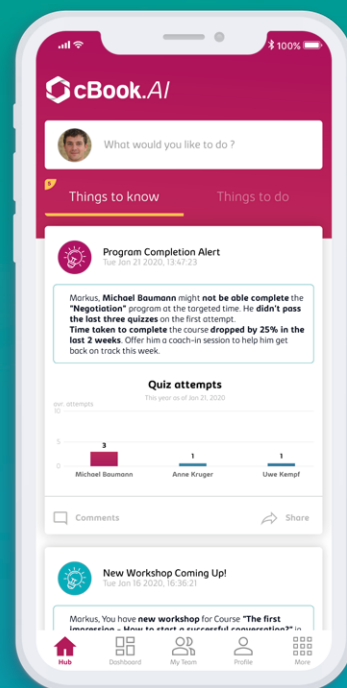 100%
cBook.AI
What would you like to do ?
5
Things to know Things to do
Program Completion Alert
Tue Jan 21 2020, 13:47:23
Markus, Michael Baumann might not be able complete the
"Negotiation" program at the targeted time. He didn't pass
the last three quizzes on the first attempt.
Time taken to complete the course dropped by 25% in the
last 2 weeks. Offer him a coach-in session to help him get
back on track this week.
Quiz attempts
This year as of Jan 21, 2020
avr. attempts
10
5
0
3 1 1
Michael Baumann Anne Kruger Uwe Kempf
Comments Share
New Workshop Coming Up!
Tue Jan 16 2020, 16:36:21
Markus, You have new workshop for Course "The first
impression - How to start a successful conversation?" in
Hub Dashboard My Team Profile More